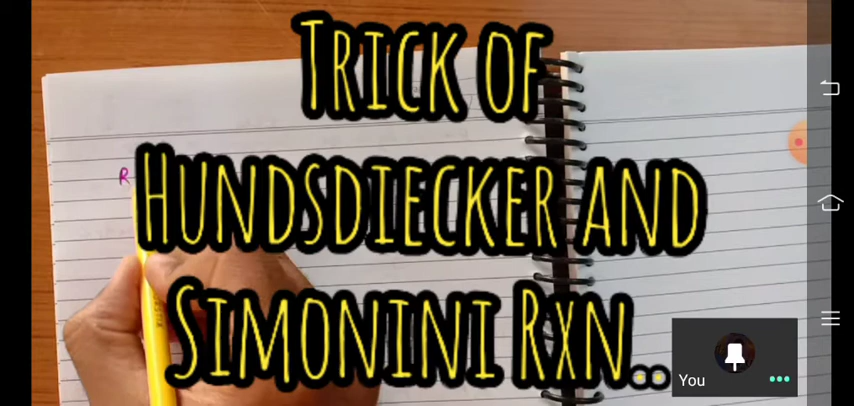 Trick of
Hundsdiecker and
Simonini Rxn..
R
You